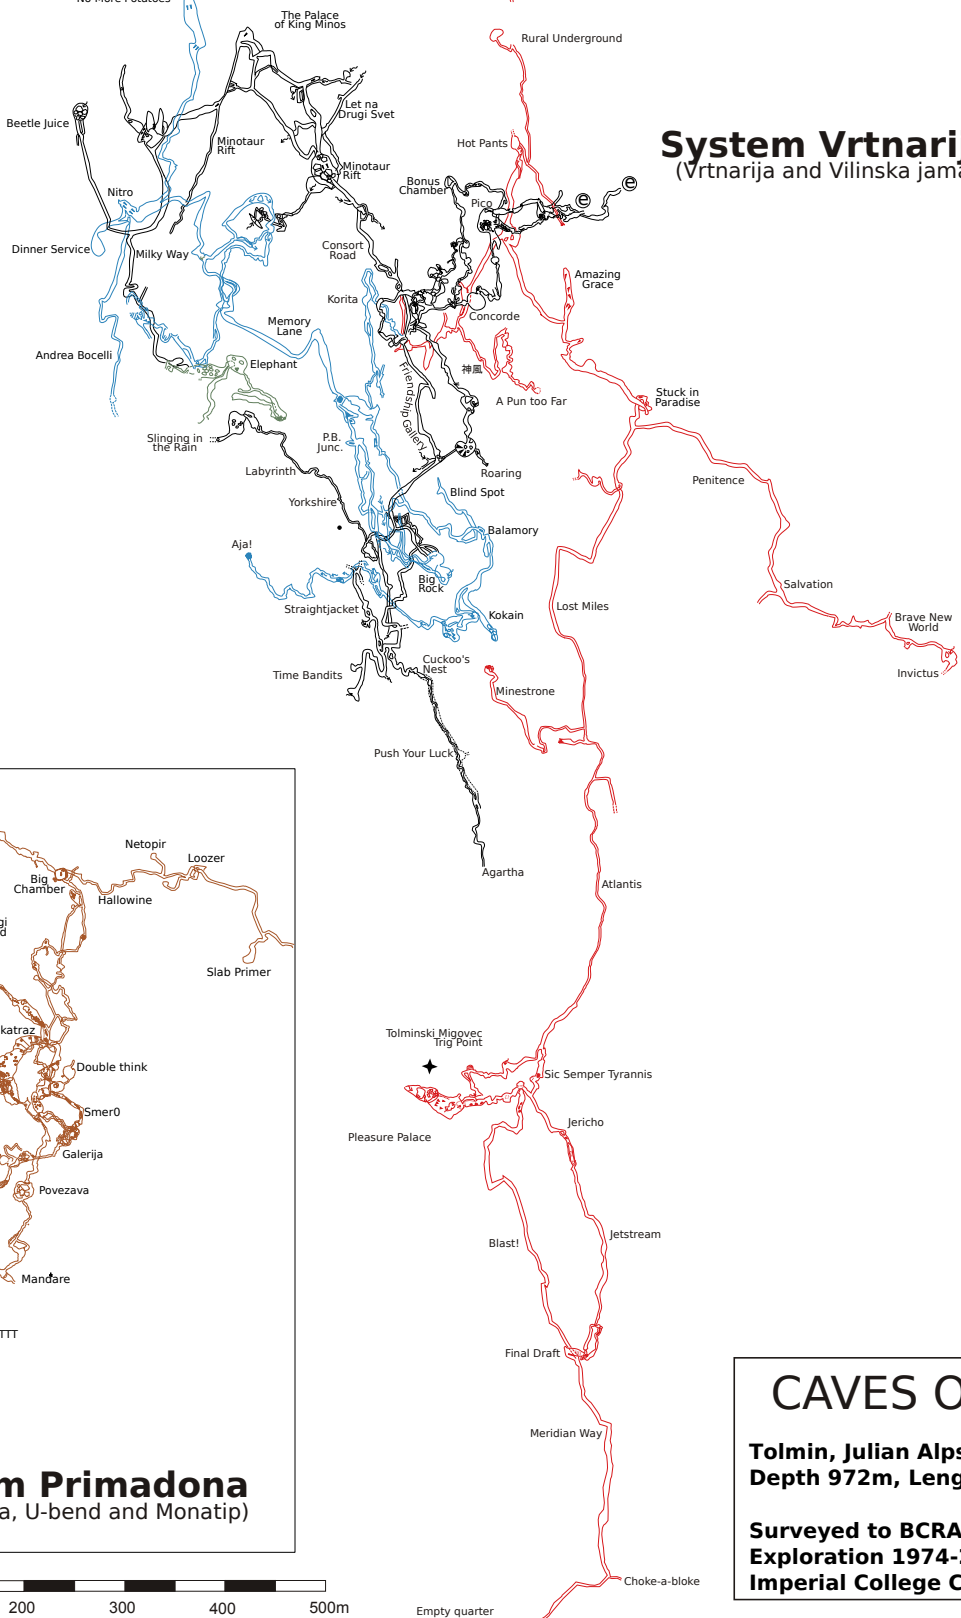 No More Potatoes
The Palace
of King Minos
Rural Underground
Beetle Juice
Let na
Drugi Svet
Minotaur
Rift
Hot Pants
System Vrtnarij
(Vrtnarija and Vilinska jama
Minotaur
Rift
Bonus
Chamber
Pico
e
e
Nitro
Dinner Service
Milky Way
Consort
Road
Amazing
Grace
Korita
Concorde
Memory
Lane
Andrea Bocelli
Elephant
神風
Friendship Gallery
A Pun too Far
Stuck in
Paradise
Slinging in
the Rain
P.B.
Junc.
Labyrinth
Roaring
Penitence
Yorkshire
Blind Spot
Balamory
Aja!
Big
Rock
Salvation
Straightjacket
Lost Miles
Kokain
Brave New
World
Time Bandits
Cuckoo's
Nest
Invictus
Minestrone
Push Your Luck
Agartha
Atlantis
Netopir
Loozer
Big
Chamber
Hallowine
gi
d
Slab Primer
katraz
Tolminski Migovec
Trig Point
Double think
Sic Semper Tyrannis
Smer0
Jericho
Pleasure Palace
Galerija
Povezava
Blast!
Jetstream
Mandare
TTT
Final Draft
CAVES O
Meridian Way
Tolmin, Julian Alps
Depth 972m, Leng
m Primadona
a, U-bend and Monatip)
Surveyed to BCRA
Exploration 1974-
Imperial College C
Choke-a-bloke
200 300 400 500m
Empty quarter